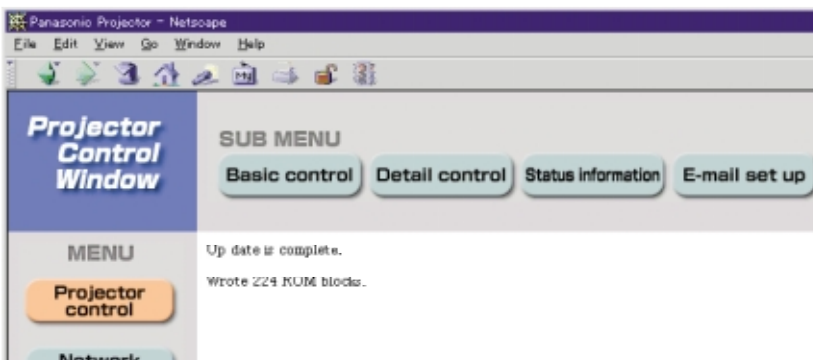 Panasonic Projector - Netscape
File Edit View Go Window Help
Projector
Control
Window
SUB MENU
Basic control Detail control Status information E-mail set up
MENU
Projector
control
Network
Up date is complete.
Wrote 224 ROM blocks.